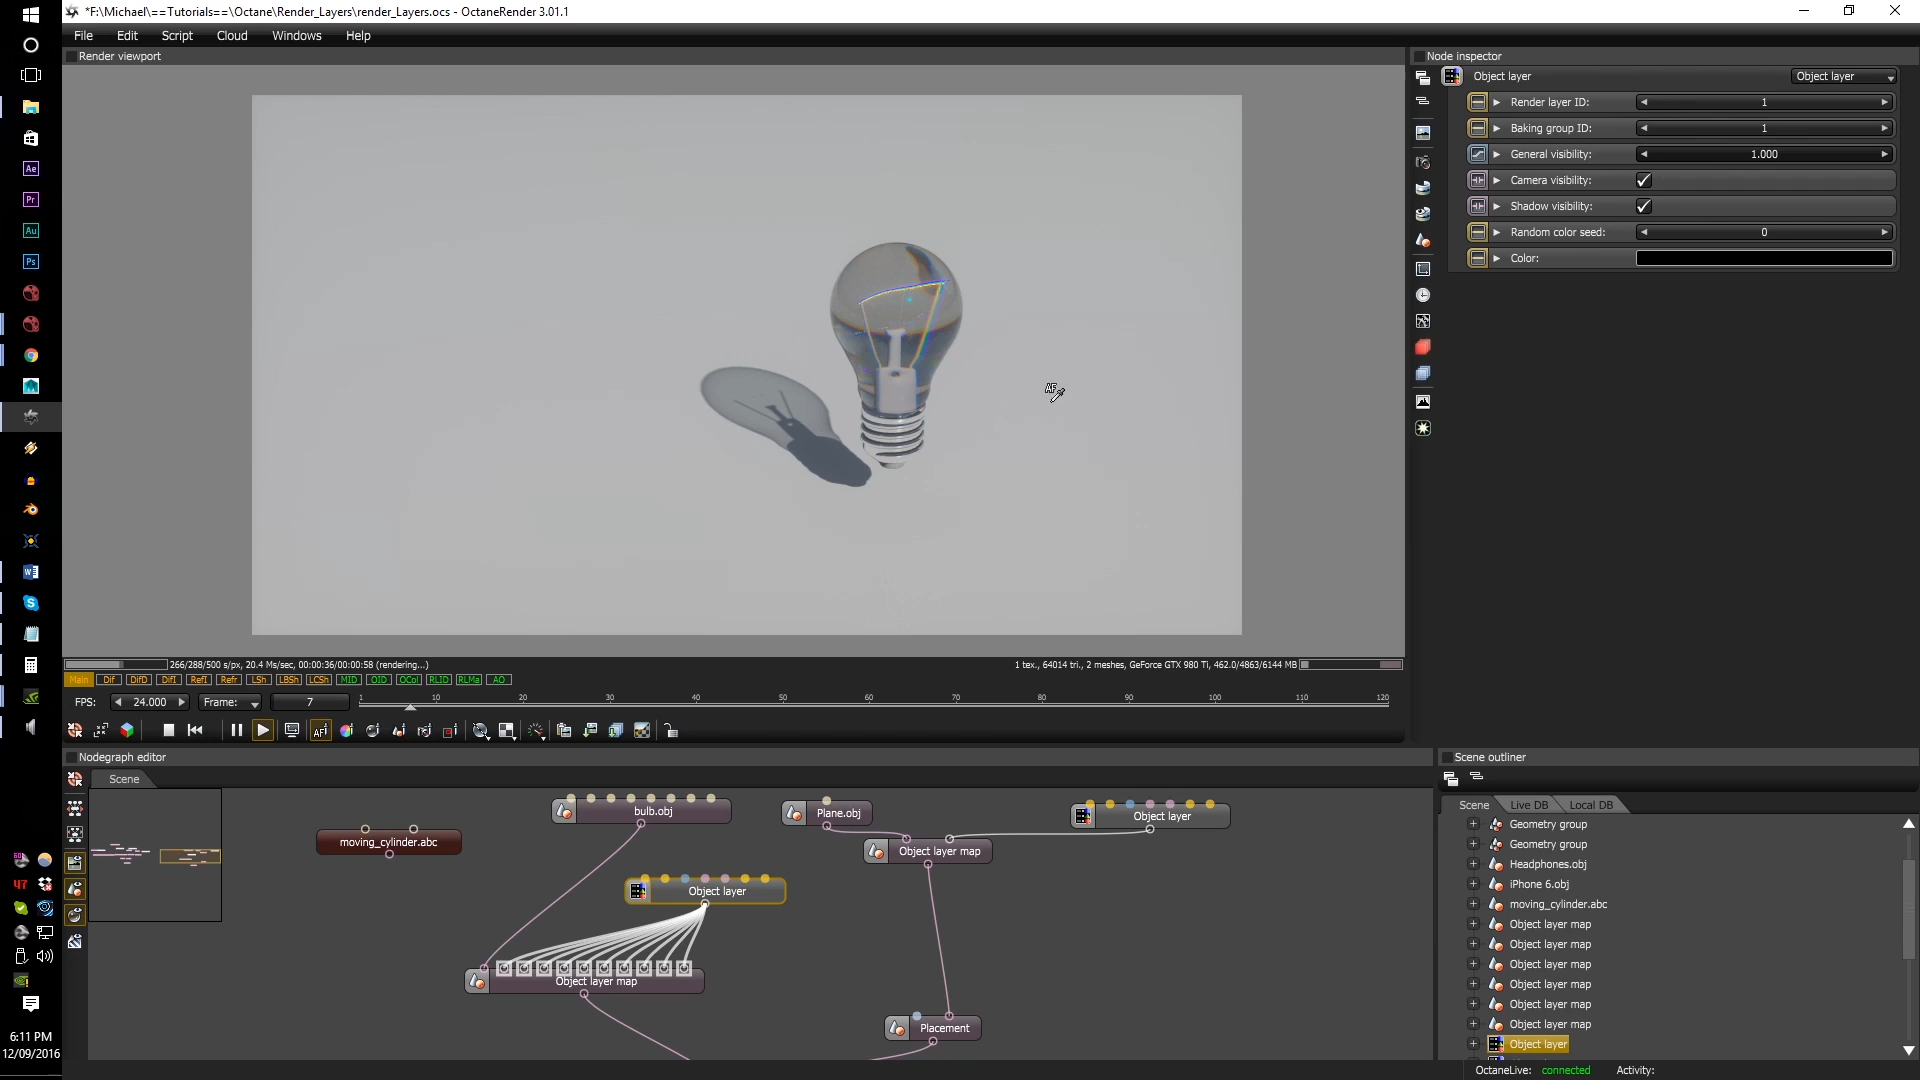 *F:\Michael\==Tutorials==\Octane\Render_Layers\render_Layers.ocs - OctaneRender 3.01.1
File Edit Script Cloud Windows Help
Render viewport
Node inspector
Object layer Object layer
Render layer ID: 1
Baking group ID: 1
General visibility: 1.000
Camera visibility:
Shadow visibility:
Random color seed: 0
Color:
Ae
Pr
Au
Ps
AF
266/288/500 s/px, 20.4 Ms/sec, 00:00:36/00:00:58 (rendering...)
1 tex., 64014 tri., 2 meshes, GeForce GTX 980 Ti, 462.0/4863/6144 MB
Main Dif DifD DifI RefI Refr LSh LBSh LCSh MID OID OCol RLID RLMa AO
FPS: 24.000 Frame: 7
1 10 20 30 40 50 60 70 80 90 100 110 120
AF
Nodegraph editor
Scene
bulb.obj
Plane.obj
Object layer
moving_cylinder.abc
Object layer map
Object layer
Object layer map
Placement
Scene outliner
Scene Live DB Local DB
Geometry group
Geometry group
Headphones.obj
iPhone 6.obj
moving_cylinder.abc
Object layer map
Object layer map
Object layer map
Object layer map
Object layer map
Object layer map
Object layer
OctaneLive: connected Activity:
47
6:11 PM
12/09/2016